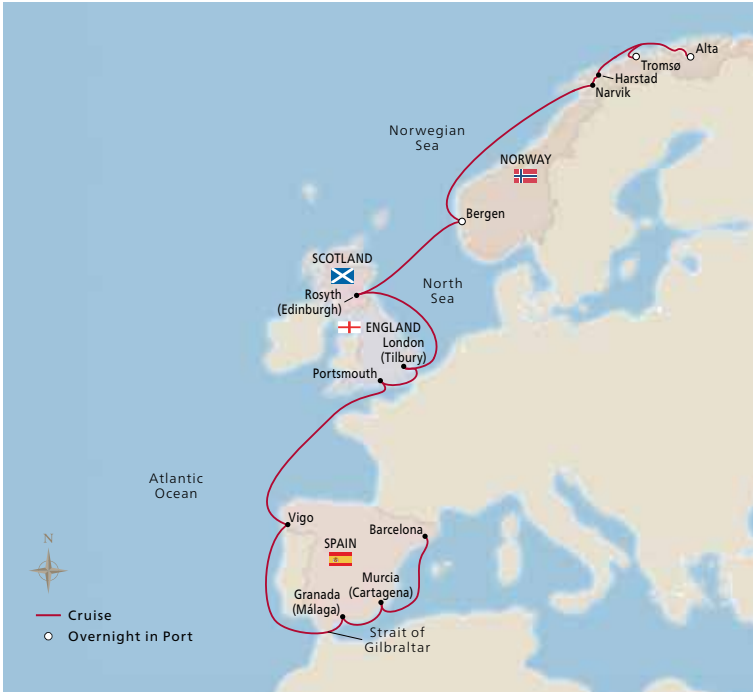 Alta
Tromsø
Harstad
Narvik
Norwegian
Sea
NORWAY
Bergen
SCOTLAND
North
Sea
Rosyth
(Edinburgh)
ENGLAND
London
(Tilbury)
Portsmouth
Atlantic
Ocean
Vigo
Barcelona
SPAIN
Murcia
(Cartagena)
Granada
(Málaga)
Strait of
Gilbraltar
N
Cruise
Overnight in Port